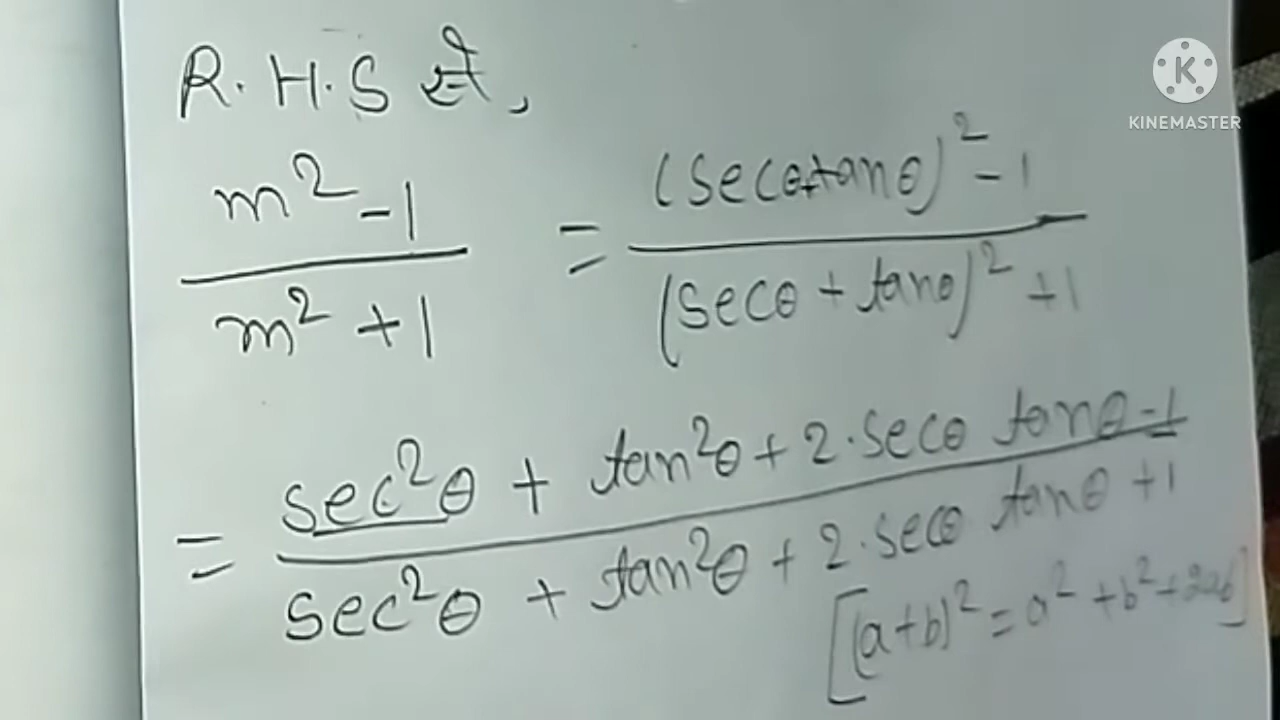 R.H.S से,
m²-1 / m²+1 = (secθ+tanθ)²-1 / (secθ + tanθ)² +1
= sec²θ + tan²θ + 2·secθ tanθ-1 / sec²θ + tan²θ + 2·secθ tanθ +1
[(a+b)² = a² + b² + 2ab]
KINEMASTER